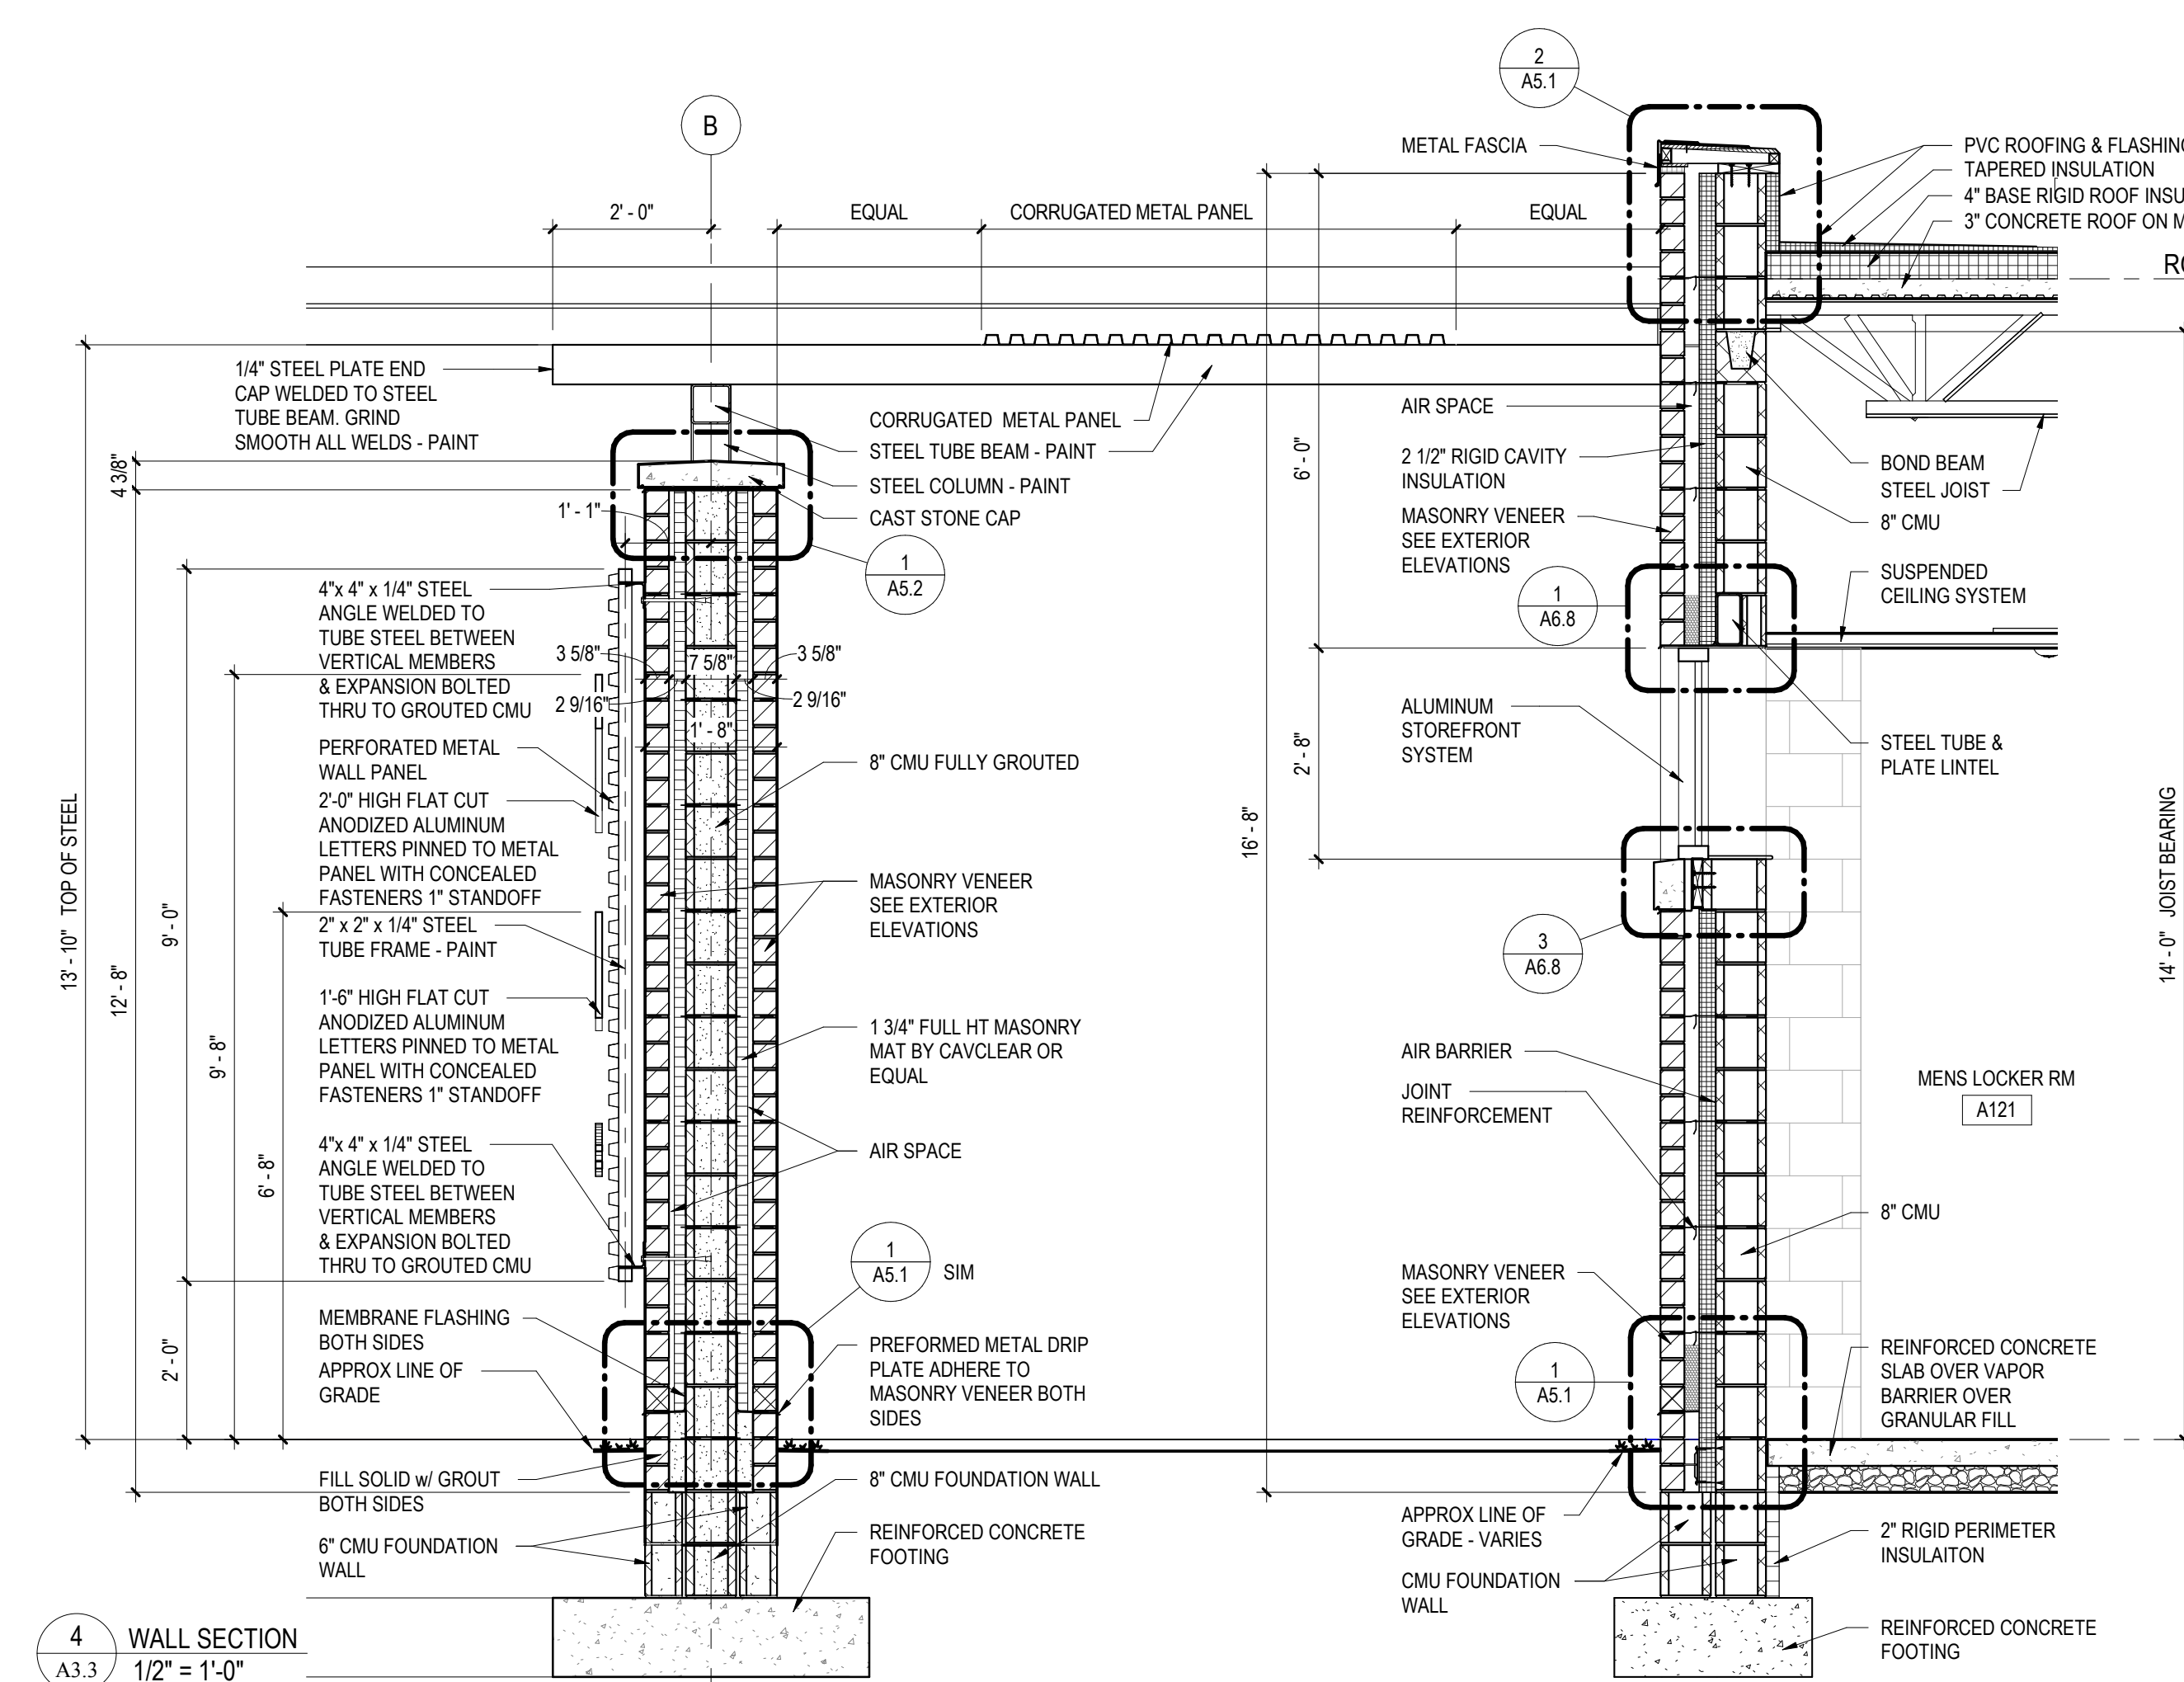 2
A5.1
B
METAL FASCIA
PVC ROOFING & FLASHING
TAPERED INSULATION
4" BASE RIGID ROOF INSU
3" CONCRETE ROOF ON M
2' - 0"
EQUAL
CORRUGATED METAL PANEL
EQUAL
1/4" STEEL PLATE END
CAP WELDED TO STEEL
TUBE BEAM. GRIND
SMOOTH ALL WELDS - PAINT
CORRUGATED METAL PANEL
STEEL TUBE BEAM - PAINT
STEEL COLUMN - PAINT
CAST STONE CAP
1
A5.2
4 3/8"
1' - 1"
4"x 4" x 1/4" STEEL
ANGLE WELDED TO
TUBE STEEL BETWEEN
VERTICAL MEMBERS
& EXPANSION BOLTED
THRU TO GROUTED CMU
3 5/8"
7 5/8"
3 5/8"
2 9/16"
2 9/16"
1' - 8"
PERFORATED METAL
WALL PANEL
2'-0" HIGH FLAT CUT
ANODIZED ALUMINUM
LETTERS PINNED TO METAL
PANEL WITH CONCEALED
FASTENERS 1" STANDOFF
2" x 2" x 1/4" STEEL
TUBE FRAME - PAINT
1'-6" HIGH FLAT CUT
ANODIZED ALUMINUM
LETTERS PINNED TO METAL
PANEL WITH CONCEALED
FASTENERS 1" STANDOFF
4"x 4" x 1/4" STEEL
ANGLE WELDED TO
TUBE STEEL BETWEEN
VERTICAL MEMBERS
& EXPANSION BOLTED
THRU TO GROUTED CMU
MEMBRANE FLASHING
BOTH SIDES
APPROX LINE OF
GRADE
FILL SOLID w/ GROUT
BOTH SIDES
6" CMU FOUNDATION
WALL
13' - 10" TOP OF STEEL
12' - 8"
9' - 0"
2' - 0"
9' - 8"
6' - 8"
8" CMU FULLY GROUTED
MASONRY VENEER
SEE EXTERIOR
ELEVATIONS
1 3/4" FULL HT MASONRY
MAT BY CAVCLEAR OR
EQUAL
AIR SPACE
1
A5.1
SIM
PREFORMED METAL DRIP
PLATE ADHERE TO
MASONRY VENEER BOTH
SIDES
8" CMU FOUNDATION WALL
REINFORCED CONCRETE
FOOTING
16' - 8"
6' - 0"
2' - 8"
AIR SPACE
2 1/2" RIGID CAVITY
INSULATION
MASONRY VENEER
SEE EXTERIOR
ELEVATIONS
1
A6.8
ALUMINUM
STOREFRONT
SYSTEM
3
A6.8
AIR BARRIER
JOINT
REINFORCEMENT
MASONRY VENEER
SEE EXTERIOR
ELEVATIONS
1
A5.1
APPROX LINE OF
GRADE - VARIES
CMU FOUNDATION
WALL
BOND BEAM
STEEL JOIST
8" CMU
SUSPENDED
CEILING SYSTEM
STEEL TUBE &
PLATE LINTEL
MENS LOCKER RM
A121
8" CMU
REINFORCED CONCRETE
SLAB OVER VAPOR
BARRIER OVER
GRANULAR FILL
2" RIGID PERIMETER
INSULAITON
REINFORCED CONCRETE
FOOTING
14' - 0" JOIST BEARING
4
A3.3
WALL SECTION
1/2" = 1'-0"